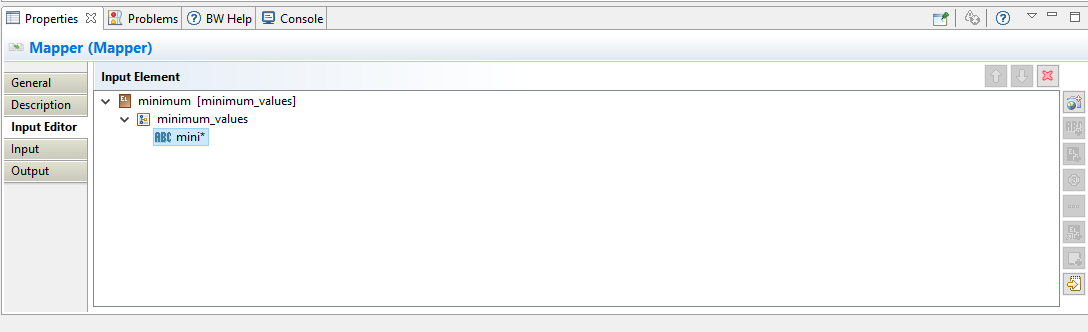 Properties Problems BW Help Console
Mapper (Mapper)
General
Description
Input Editor
Input
Output
Input Element
minimum [minimum_values]
minimum_values
ABC mini*